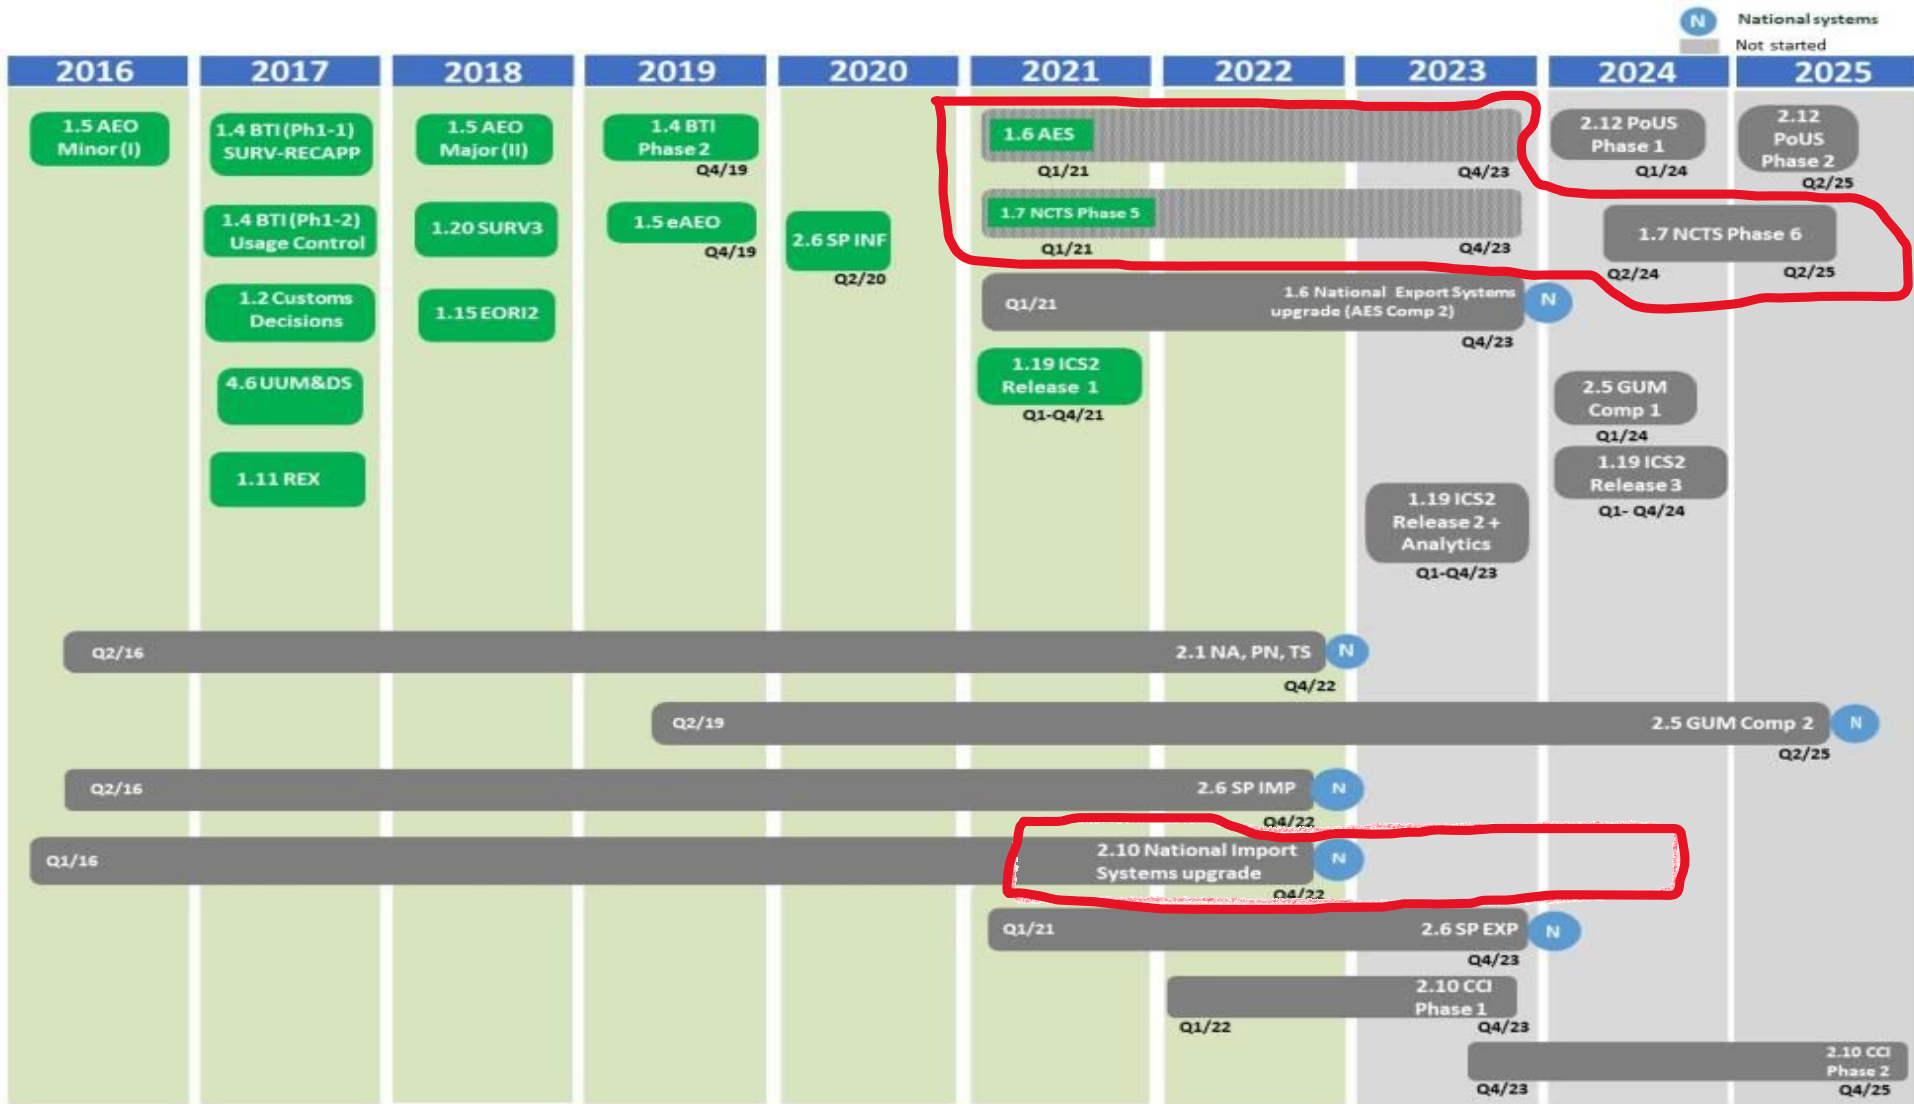 N National systems
Not started
2016 2017 2018 2019 2020 2021 2022 2023 2024 2025
1.5 AEO
Minor (I)
1.4 BTI (Ph1-1)
SURV-RECAPP
1.5 AEO
Major (II)
1.4 BTI
Phase 2
Q4/19
1.6 AES
Q1/21
Q4/23
2.12 PoUS
Phase 1
Q1/24
2.12
PoUS
Phase 2
Q2/25
1.4 BTI (Ph1-2)
Usage Control
1.20 SURV3
1.5 eAEO
Q4/19
2.6 SP INF
Q2/20
1.7 NCTS Phase 5
Q1/21
Q4/23
1.7 NCTS Phase 6
Q2/24
Q2/25
1.2 Customs
Decisions
1.15 EORI2
Q1/21
1.6 National Export Systems
upgrade (AES Comp 2)
N
Q4/23
4.6 UUM&DS
1.19 ICS2
Release 1
Q1-Q4/21
2.5 GUM
Comp 1
Q1/24
1.11 REX
1.19 ICS2
Release 3
Q1- Q4/24
1.19 ICS2
Release 2 +
Analytics
Q1-Q4/23
Q2/16
2.1 NA, PN, TS
N
Q4/22
Q2/19
2.5 GUM Comp 2
N
Q2/25
Q2/16
2.6 SP IMP
N
Q4/22
Q1/16
2.10 National Import
Systems upgrade
N
Q4/22
Q1/21
2.6 SP EXP
N
Q4/23
2.10 CCI
Phase 1
Q1/22
Q4/23
2.10 CCI
Phase 2
Q4/23
Q4/25